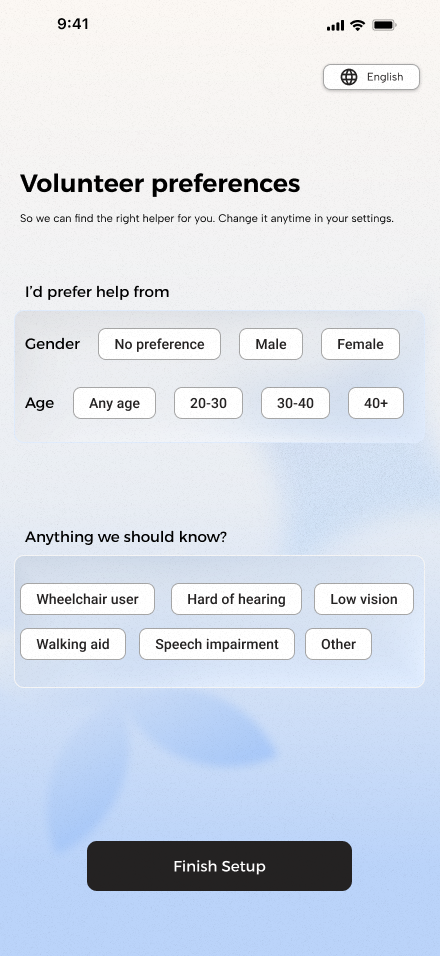 9:41
English
Volunteer preferences
So we can find the right helper for you. Change it anytime in your settings.
I’d prefer help from
Gender No preference Male Female
Age Any age 20-30 30-40 40+
Anything we should know?
Wheelchair user Hard of hearing Low vision
Walking aid Speech impairment Other
Finish Setup